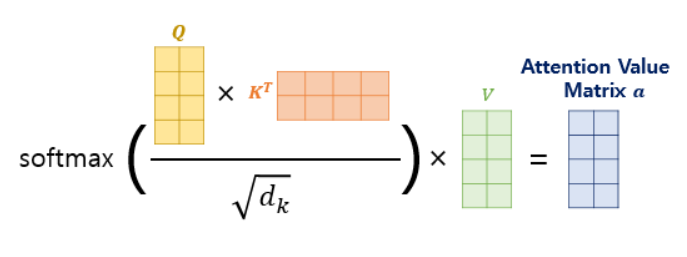 Q
× K^T
softmax ( ) × V = Attention Value
Matrix a
√d_k